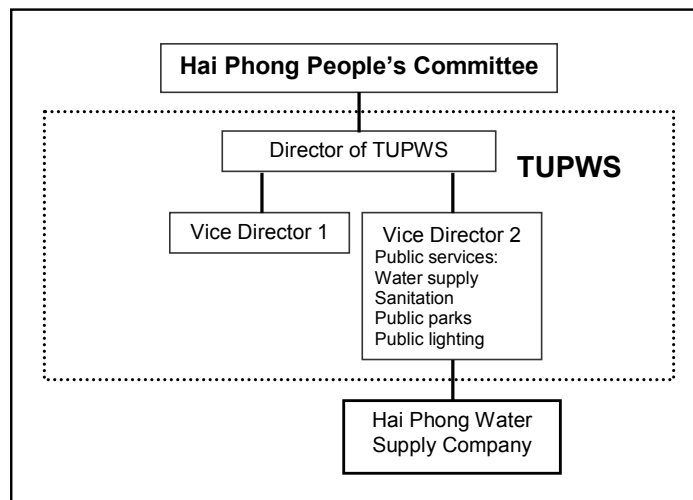 Hai Phong People's Committee
Director of TUPWS
TUPWS
Vice Director 1
Vice Director 2
Public services:
Water supply
Sanitation
Public parks
Public lighting
Hai Phong Water
Supply Company